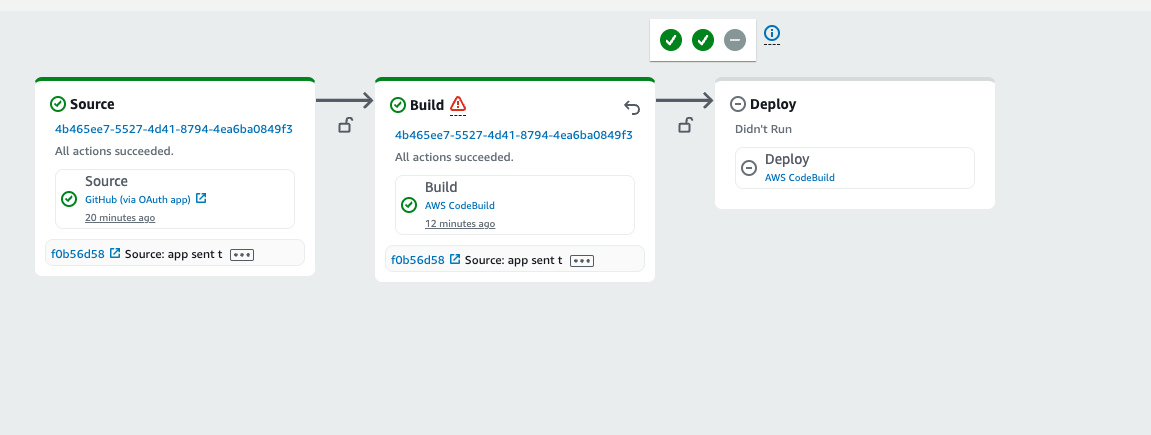 Source
4b465ee7-5527-4d41-8794-4ea6ba0849f3
All actions succeeded.
Source
GitHub (via OAuth app)
20 minutes ago
f0b56d58 Source: app sent t
Build
4b465ee7-5527-4d41-8794-4ea6ba0849f3
All actions succeeded.
Build
AWS CodeBuild
12 minutes ago
f0b56d58 Source: app sent t
Deploy
Didn't Run
Deploy
AWS CodeBuild